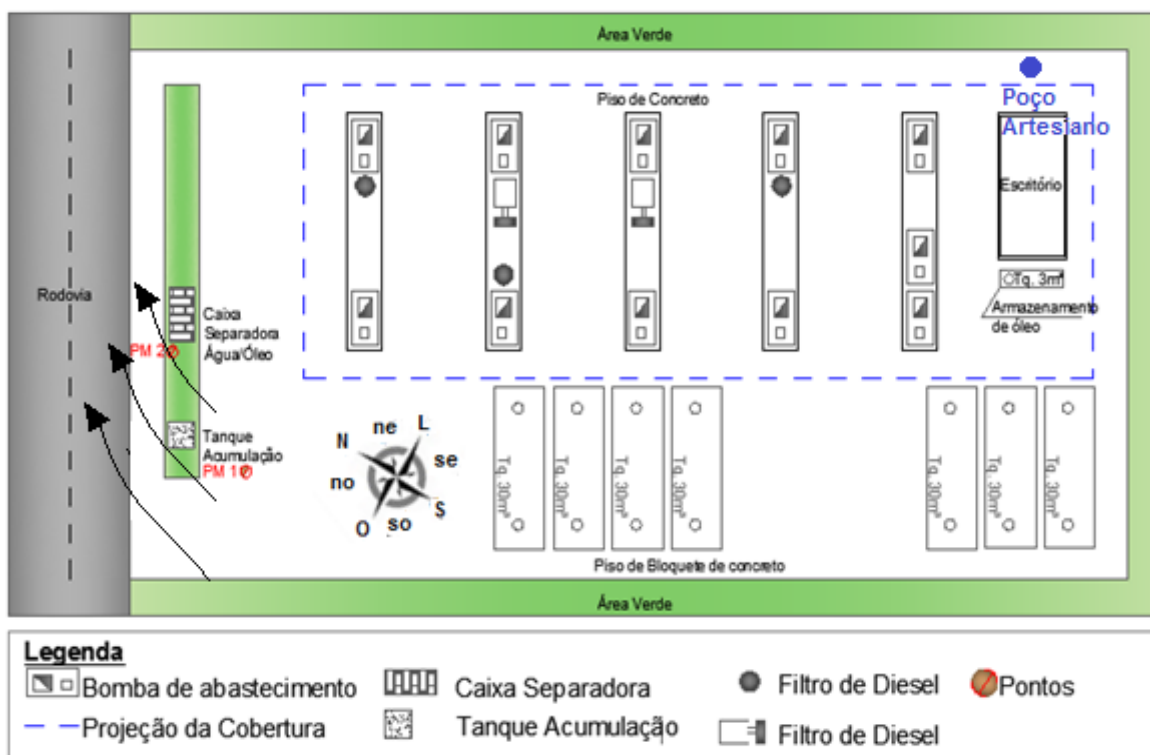 Área Verde
Piso de Concreto
Poço
Artesiano
Escritório
Tq. 3m³
Armazenamento
de óleo
Rodovia
Caixa
Separadora
Água/Óleo
PM 2
Tanque
Acumulação
PM 1
N
ne
L
no
se
O
so
S
Tq. 30m³
Tq. 30m³
Tq. 30m³
Tq. 30m³
Tq. 30m³
Tq. 30m³
Tq. 30m³
Piso de Bloquete de concreto
Área Verde
Legenda
Bomba de abastecimento
Caixa Separadora
Filtro de Diesel
Pontos
Projeção da Cobertura
Tanque Acumulação
Filtro de Diesel